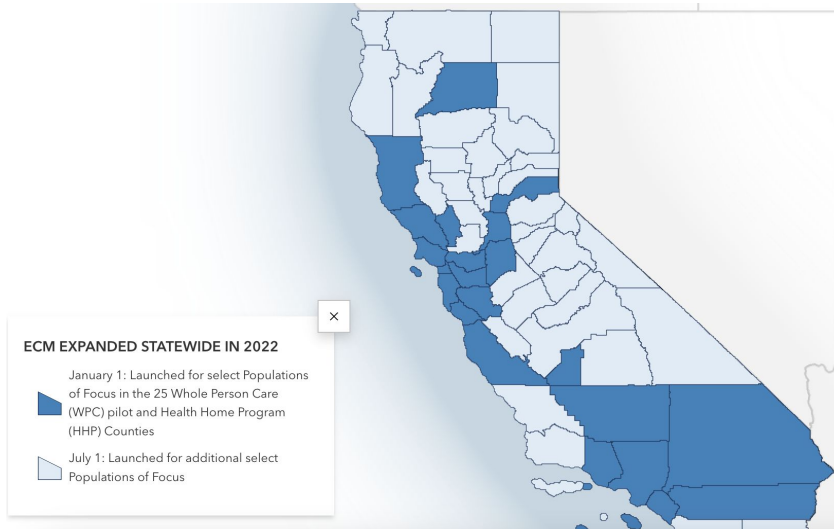 ECM EXPANDED STATEWIDE IN 2022
January 1: Launched for select Populations
of Focus in the 25 Whole Person Care
(WPC) pilot and Health Home Program
(HHP) Counties
July 1: Launched for additional select
Populations of Focus